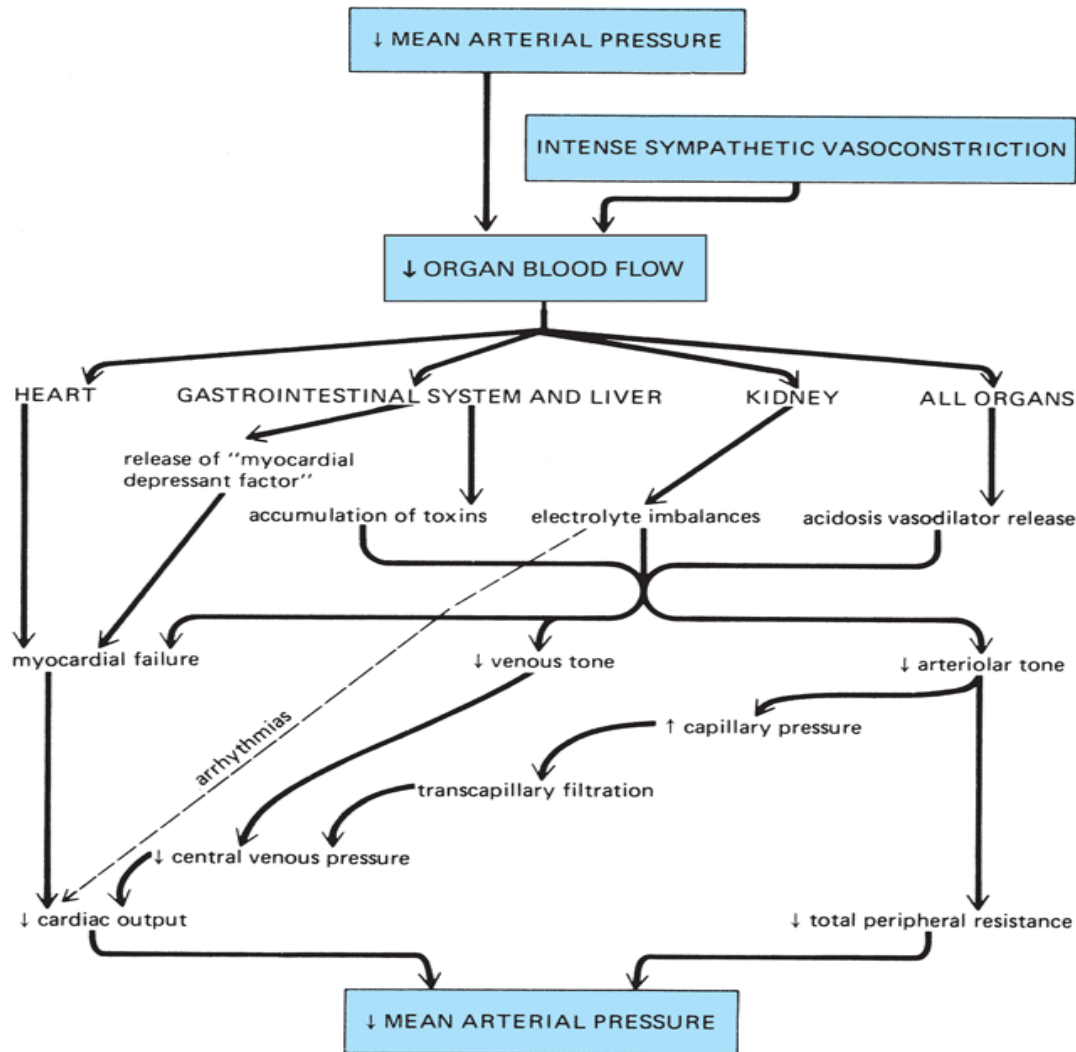 ↓ MEAN ARTERIAL PRESSURE
INTENSE SYMPATHETIC VASOCONSTRICTION
↓ ORGAN BLOOD FLOW
HEART
GASTROINTESTINAL SYSTEM AND LIVER
KIDNEY
ALL ORGANS
release of "myocardial
depressant factor"
accumulation of toxins
electrolyte imbalances
acidosis vasodilator release
myocardial failure
↓ venous tone
↓ arteriolar tone
↑ capillary pressure
arrhythmias
transcapillary filtration
↓ central venous pressure
↓ cardiac output
↓ total peripheral resistance
↓ MEAN ARTERIAL PRESSURE